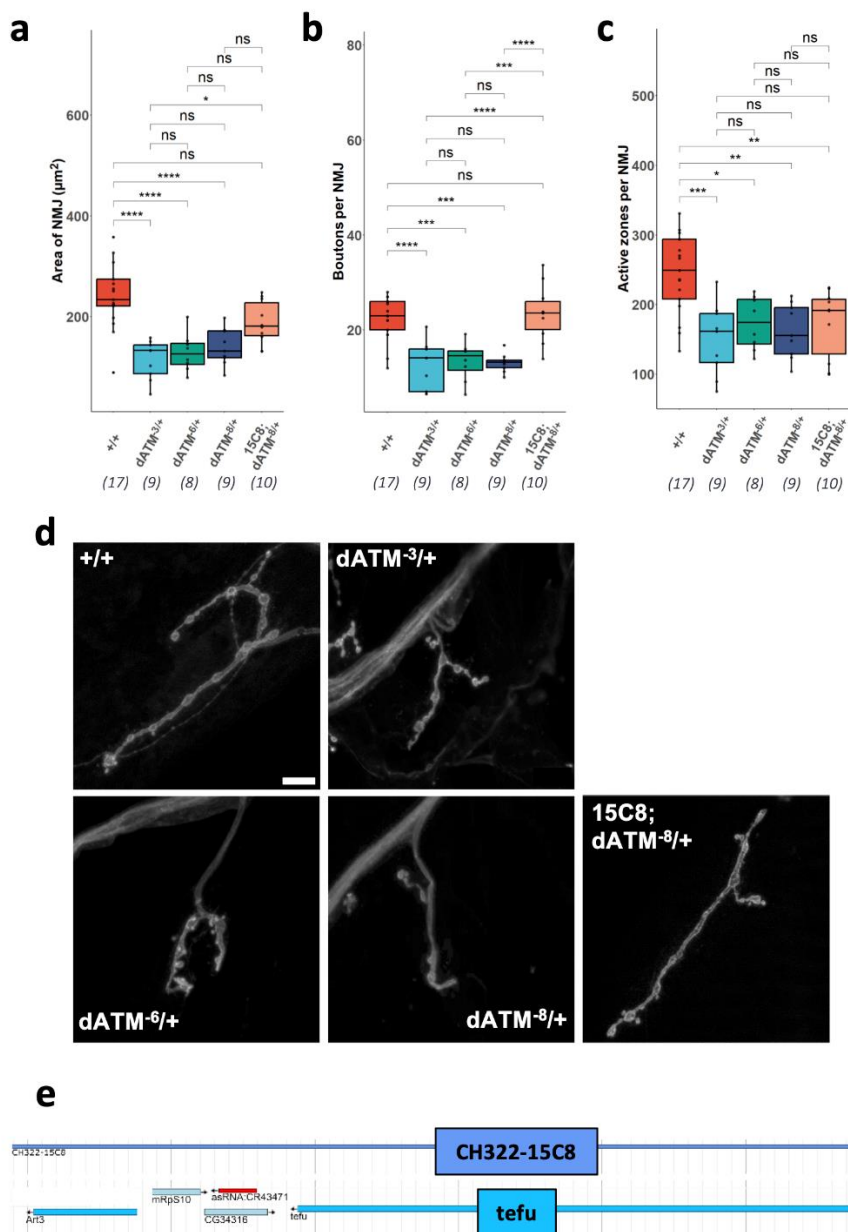 a
ns
ns
ns
*
ns
ns
ns
****
****
****
Area of NMJ (µm²)
600
400
200
+/+
dATM-3/+
dATM-6/+
dATM-8/+
15C8;
dATM-8/+
(17) (9) (8) (9) (10)
b
****
***
ns
****
ns
ns
ns
***
***
****
Boutons per NMJ
80
60
40
20
+/+
dATM-3/+
dATM-6/+
dATM-8/+
15C8;
dATM-8/+
(17) (9) (8) (9) (10)
c
ns
ns
ns
ns
ns
ns
**
**
*
***
Active zones per NMJ
500
400
300
200
100
+/+
dATM-3/+
dATM-6/+
dATM-8/+
15C8;
dATM-8/+
(17) (9) (8) (9) (10)
d
+/+
dATM-3/+
dATM-6/+
dATM-8/+
15C8;
dATM-8/+
e
CH322-15C8
CH322-15C8
mRpS10
asRNA:CR43471
Art3
CG34316
tefu
tefu